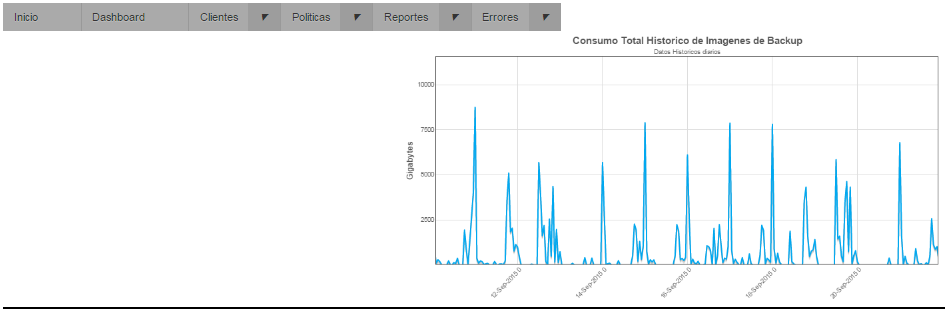 Inicio Dashboard Clientes Politicas Reportes Errores
Consumo Total Historico de Imagenes de Backup
Datos Historicos diarios
Gigabytes
10000
7500
5000
2500
12-Sep-2015 0
14-Sep-2015 0
16-Sep-2015 0
18-Sep-2015 0
20-Sep-2015 0